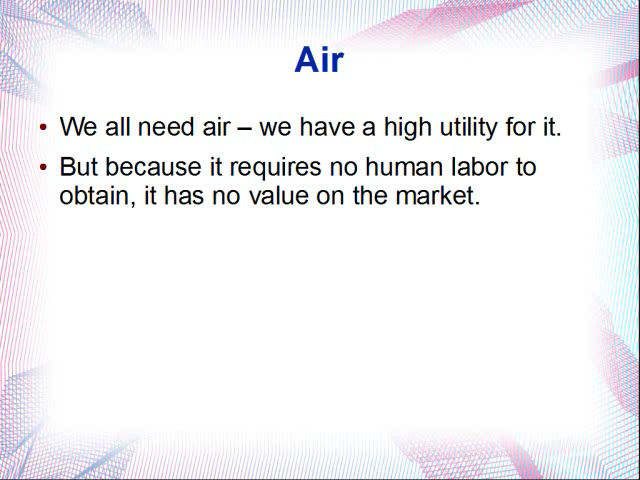 Air
• We all need air – we have a high utility for it.
• But because it requires no human labor to
obtain, it has no value on the market.